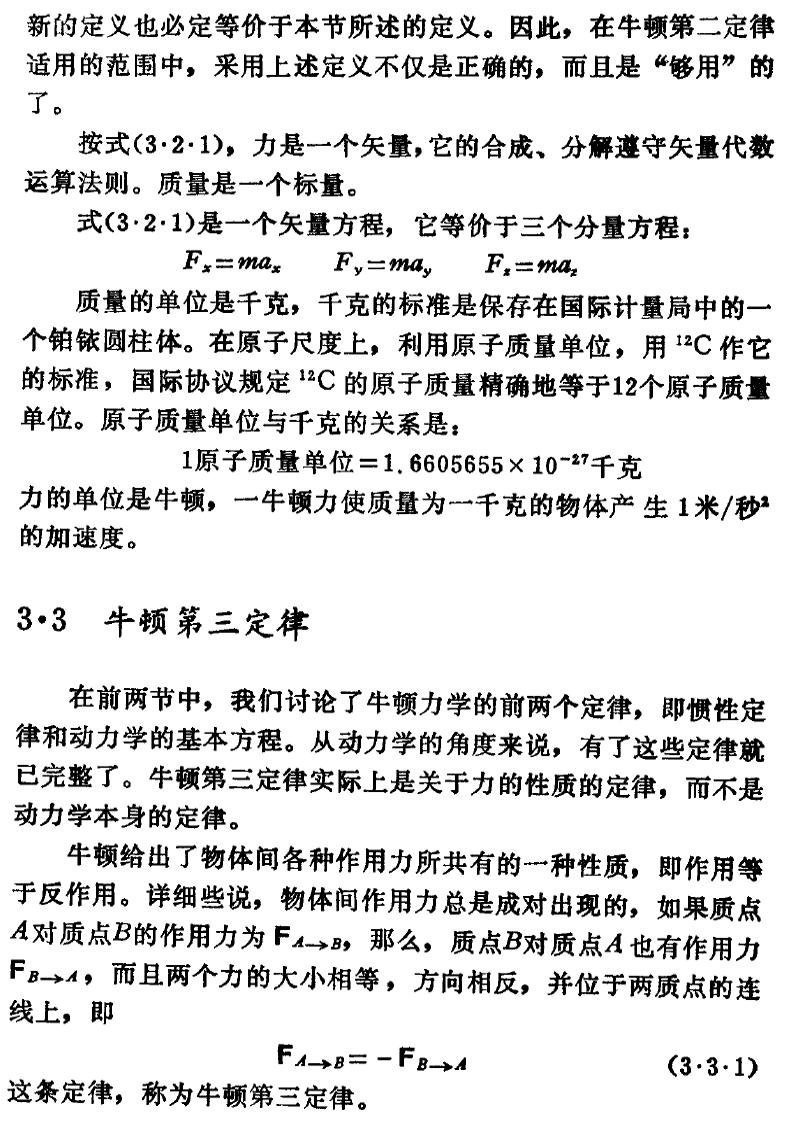 新的定义也必定等价于本节所述的定义。因此，在牛顿第二定律
适用的范围中，采用上述定义不仅是正确的，而且是“够用”的
了。
按式(3·2·1)，力是一个矢量，它的合成、分解遵守矢量代数
运算法则。质量是一个标量。
式(3·2·1)是一个矢量方程，它等价于三个分量方程：
Fₓ=maₓ　F_y=ma_y　F_z=ma_z
质量的单位是千克，千克的标准是保存在国际计量局中的一
个铂铱圆柱体。在原子尺度上，利用原子质量单位，用 ¹²C 作它
的标准，国际协议规定 ¹²C 的原子质量精确地等于12个原子质量
单位。原子质量单位与千克的关系是：
1原子质量单位=1.6605655×10⁻²⁷千克
力的单位是牛顿，一牛顿力使质量为一千克的物体产 生 1米/秒²
的加速度。
3·3　牛顿第三定律
在前两节中，我们讨论了牛顿力学的前两个定律，即惯性定
律和动力学的基本方程。从动力学的角度来说，有了这些定律就
已完整了。牛顿第三定律实际上是关于力的性质的定律，而不是
动力学本身的定律。
牛顿给出了物体间各种作用力所共有的一种性质，即作用等
于反作用。详细些说，物体间作用力总是成对出现的，如果质点
A对质点B的作用力为 F_{A→B}，那么，质点B对质点A 也有作用力
F_{B→A}，而且两个力的大小相等，方向相反，并位于两质点的连
线上，即
F_{A→B}=-F_{B→A}　(3·3·1)
这条定律，称为牛顿第三定律。